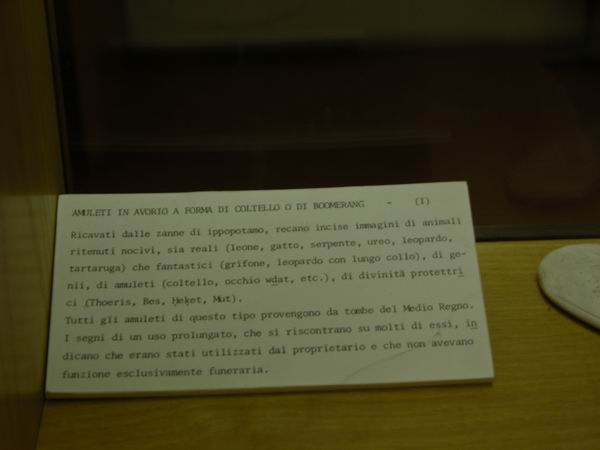 AMULETI IN AVORIO A FORMA DI COLTELLO O DI BOOMERANG - (I)
Ricavati dalle zanne di ippopotamo, recano incise immagini di animali
ritenuti nocivi, sia reali (leone, gatto, serpente, ureo, leopardo,
tartaruga) che fantastici (grifone, leopardo con lungo collo), di ge-
nii, di amuleti (coltello, occhio wdat, etc.), di divinità protettri
ci (Thoeris, Bes, Heket, Mut).
Tutti gli amuleti di questo tipo provengono da tombe del Medio Regno.
I segni di un uso prolungato, che si riscontrano su molti di essi, in
dicano che erano stati utilizzati dal proprietario e che non avevano
funzione esclusivamente funeraria.